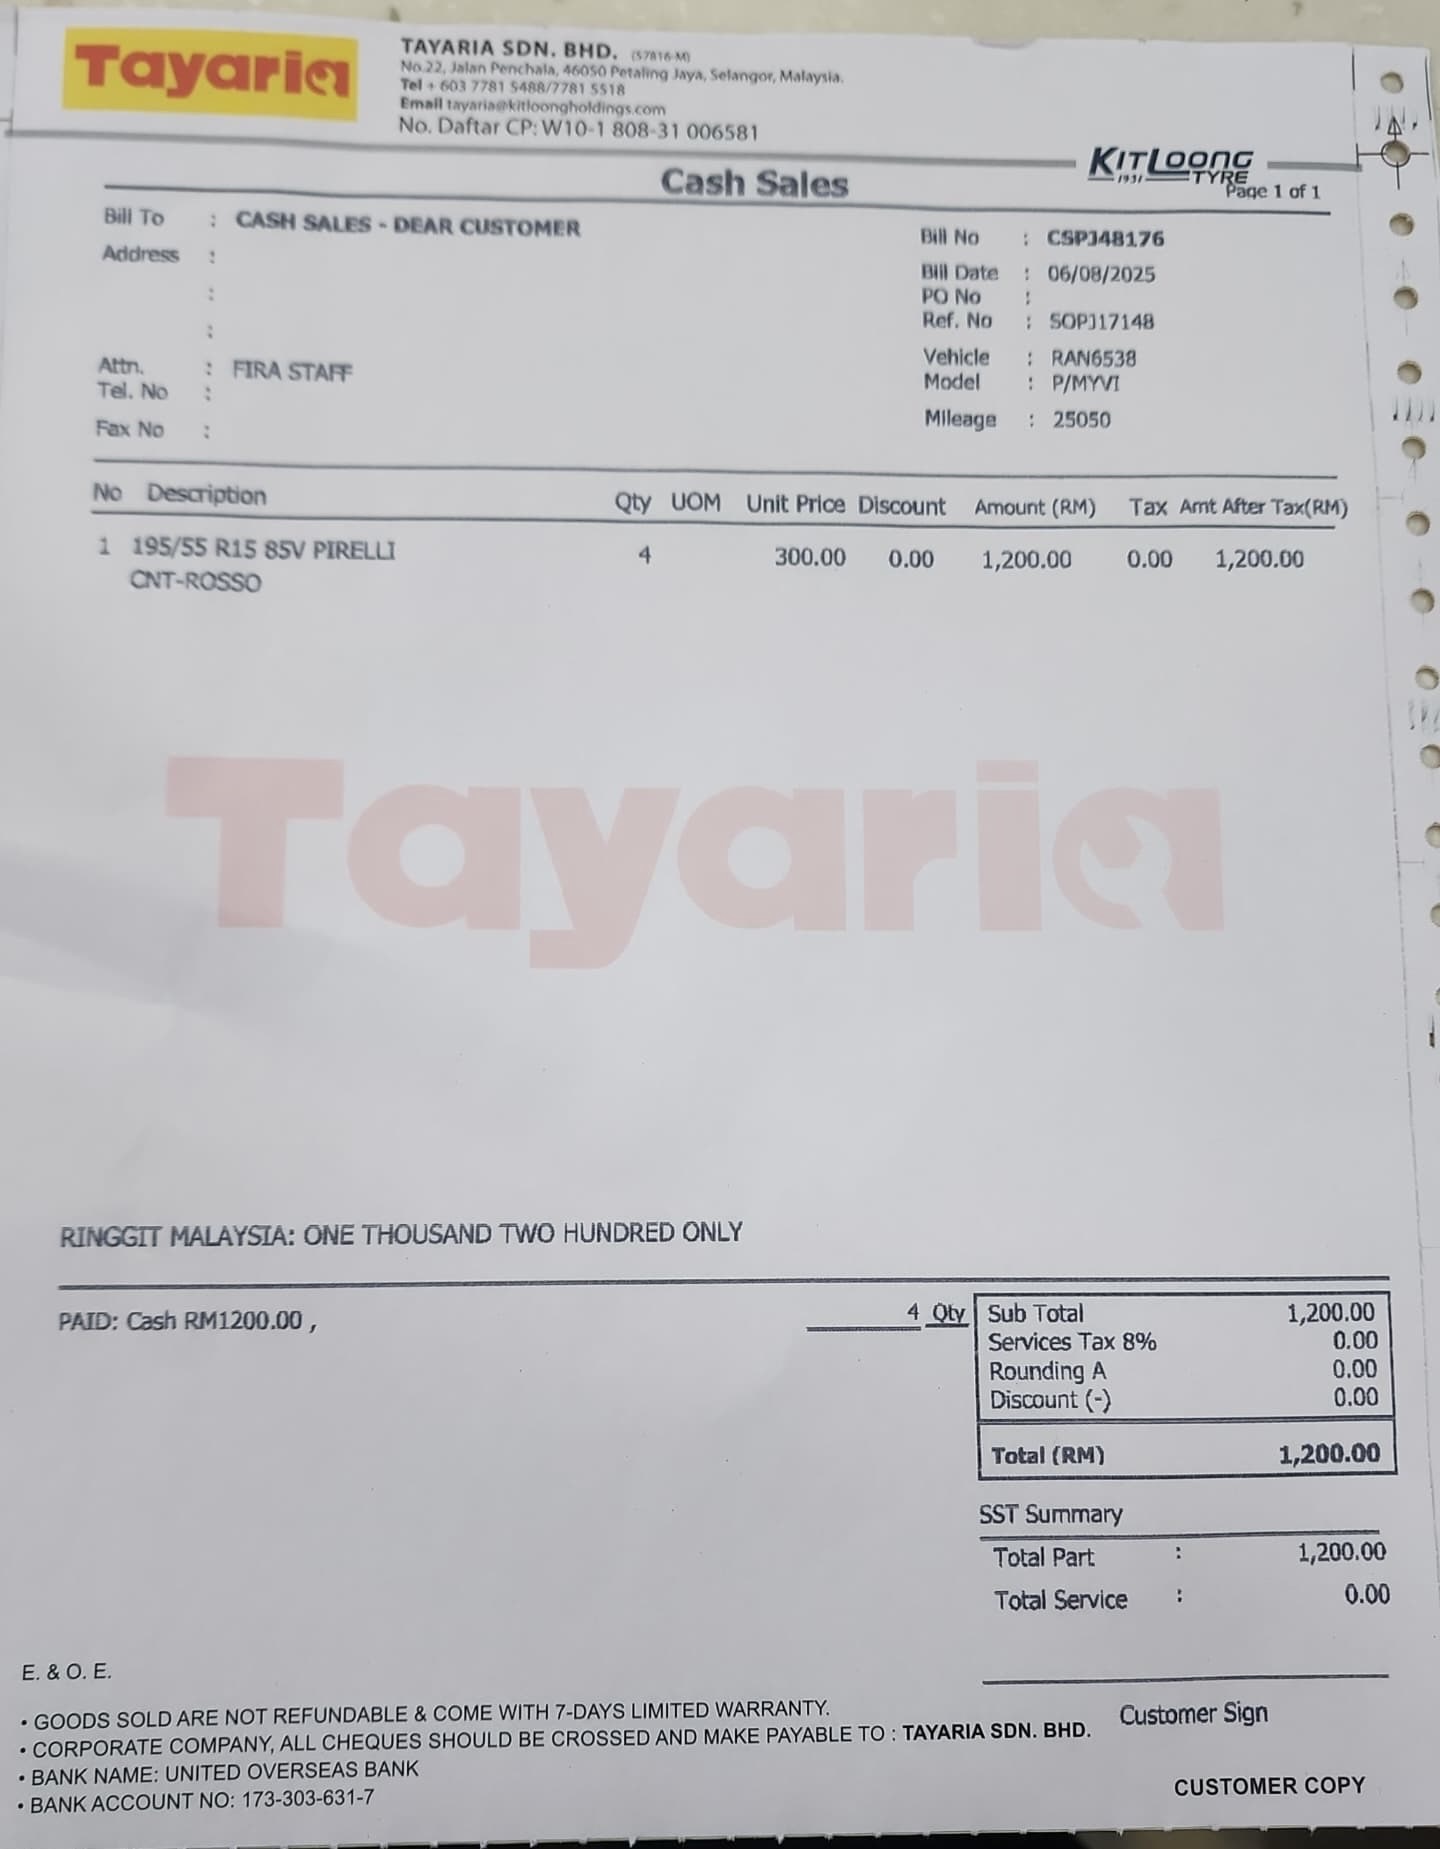 Tayaria
TAYARIA SDN. BHD. (57816-M)
No.22, Jalan Penchala, 46050 Petaling Jaya, Selangor, Malaysia.
Tel + 603 7781 5488/7781 5518
Email tayaria@kitloongholdings.com
No. Daftar CP: W10-1 808-31 006581
KITLOONG
1931 TYRE
Cash Sales
Page 1 of 1
Bill To : CASH SALES - DEAR CUSTOMER
Address :
:
:
Attn. : FIRA STAFF
Tel. No :
Fax No :
Bill No : CSPJ48176
Bill Date : 06/08/2025
PO No :
Ref. No : SOPJ17148
Vehicle : RAN6538
Model : P/MYVI
Mileage : 25050
No Description Qty UOM Unit Price Discount Amount (RM) Tax Amt After Tax(RM)
1 195/55 R15 85V PIRELLI 4 300.00 0.00 1,200.00 0.00 1,200.00
CNT-ROSSO
Tayaria
RINGGIT MALAYSIA: ONE THOUSAND TWO HUNDRED ONLY
PAID: Cash RM1200.00 ,
4 Qty
Sub Total 1,200.00
Services Tax 8% 0.00
Rounding A 0.00
Discount (-) 0.00
Total (RM) 1,200.00
SST Summary
Total Part : 1,200.00
Total Service : 0.00
E. & O. E.
• GOODS SOLD ARE NOT REFUNDABLE & COME WITH 7-DAYS LIMITED WARRANTY.
• CORPORATE COMPANY, ALL CHEQUES SHOULD BE CROSSED AND MAKE PAYABLE TO : TAYARIA SDN. BHD.
• BANK NAME: UNITED OVERSEAS BANK
• BANK ACCOUNT NO: 173-303-631-7
Customer Sign
CUSTOMER COPY